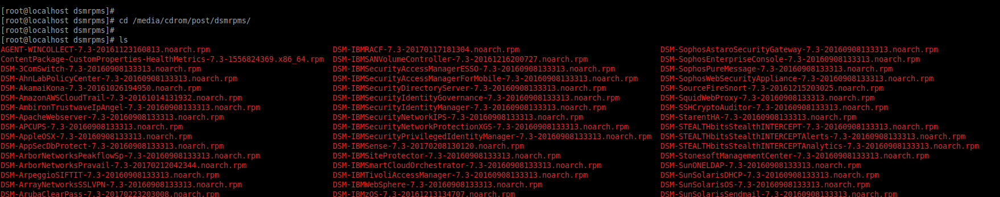 [root@localhost dsmrpms]#
[root@localhost dsmrpms]# cd /media/cdrom/post/dsmrpms/
[root@localhost dsmrpms]#
[root@localhost dsmrpms]# ls
AGENT-WINCOLLECT-7.3-20161123160813.noarch.rpm DSM-IBMRACF-7.3-20170117181304.noarch.rpm DSM-SophosAstaroSecurityGateway-7.3-20160908133313.noarch.rpm
ContentPackage-CustomProperties-HealthMetrics-7.3-1556824369.x86_64.rpm DSM-IBMSANVolumeController-7.3-20161216200727.noarch.rpm DSM-SophosEnterpriseConsole-7.3-20160908133313.noarch.rpm
DSM-3ComSwitch-7.3-20160908133313.noarch.rpm DSM-IBMSecurityAccessManagerESSO-7.3-20160908133313.noarch.rpm DSM-SophosPureMessage-7.3-20160908133313.noarch.rpm
DSM-AhnLabPolicyCenter-7.3-20160908133313.noarch.rpm DSM-IBMSecurityAccessManagerForMobile-7.3-20160908133313.noarch.rpm DSM-SophosWebSecurityAppliance-7.3-20160908133313.noarch.rpm
DSM-AkamaiKona-7.3-20161026194950.noarch.rpm DSM-IBMSecurityDirectoryServer-7.3-20160908133313.noarch.rpm DSM-SourceFireSnort-7.3-20161215203025.noarch.rpm
DSM-AmazonAWSCloudTrail-7.3-20161014131932.noarch.rpm DSM-IBMSecurityIdentityGovernance-7.3-20160908133313.noarch.rpm DSM-SquidWebProxy-7.3-20160908133313.noarch.rpm
DSM-AmbironTrustwaveIpAngel-7.3-20160908133313.noarch.rpm DSM-IBMSecurityIdentityManager-7.3-20160908133313.noarch.rpm DSM-SSHCryptoAuditor-7.3-20160908133313.noarch.rpm
DSM-ApacheWebserver-7.3-20160908133313.noarch.rpm DSM-IBMSecurityNetworkIPS-7.3-20160908133313.noarch.rpm DSM-StarentHA-7.3-20160908133313.noarch.rpm
DSM-APCUPS-7.3-20160908133313.noarch.rpm DSM-IBMSecurityNetworkProtectionXGS-7.3-20160908133313.noarch.rpm DSM-STEALTHbitsStealthINTERCEPT-7.3-20160908133313.noarch.rpm
DSM-AppleOSX-7.3-20160908133313.noarch.rpm DSM-IBMSecurityPrivilegedIdentityManager-7.3-20160908133313.noarch.rpm DSM-STEALTHbitsStealthINTERCEPTAlerts-7.3-20160908133313.noarch.rpm
DSM-AppSecDbProtect-7.3-20160908133313.noarch.rpm DSM-IBMSense-7.3-20170208130120.noarch.rpm DSM-STEALTHbitsStealthINTERCEPTAnalytics-7.3-20160908133313.noarch.rpm
DSM-ArborNetworksPeakflowSp-7.3-20160908133313.noarch.rpm DSM-IBMSiteProtector-7.3-20160908133313.noarch.rpm DSM-StonesoftManagementCenter-7.3-20160908133313.noarch.rpm
DSM-ArborNetworksPravail-7.3-20170212042344.noarch.rpm DSM-IBMSmartCloudOrchestrator-7.3-20160908133313.noarch.rpm DSM-SunONELDAP-7.3-20160908133313.noarch.rpm
DSM-ArpeggioSIFTIT-7.3-20160908133313.noarch.rpm DSM-IBMTivoliAccessManager-7.3-20160908133313.noarch.rpm DSM-SunSolarisDHCP-7.3-20160908133313.noarch.rpm
DSM-ArrayNetworksSSLVPN-7.3-20160908133313.noarch.rpm DSM-IBMWebSphere-7.3-20160908133313.noarch.rpm DSM-SunSolarisOS-7.3-20160908133313.noarch.rpm
DSM-ArubaClearPass-7.3-20170223203008.noarch.rpm DSM-IBMzOS-7.3-20161213134707.noarch.rpm DSM-SunSolarisSendmail-7.3-20160908133313.noarch.rpm